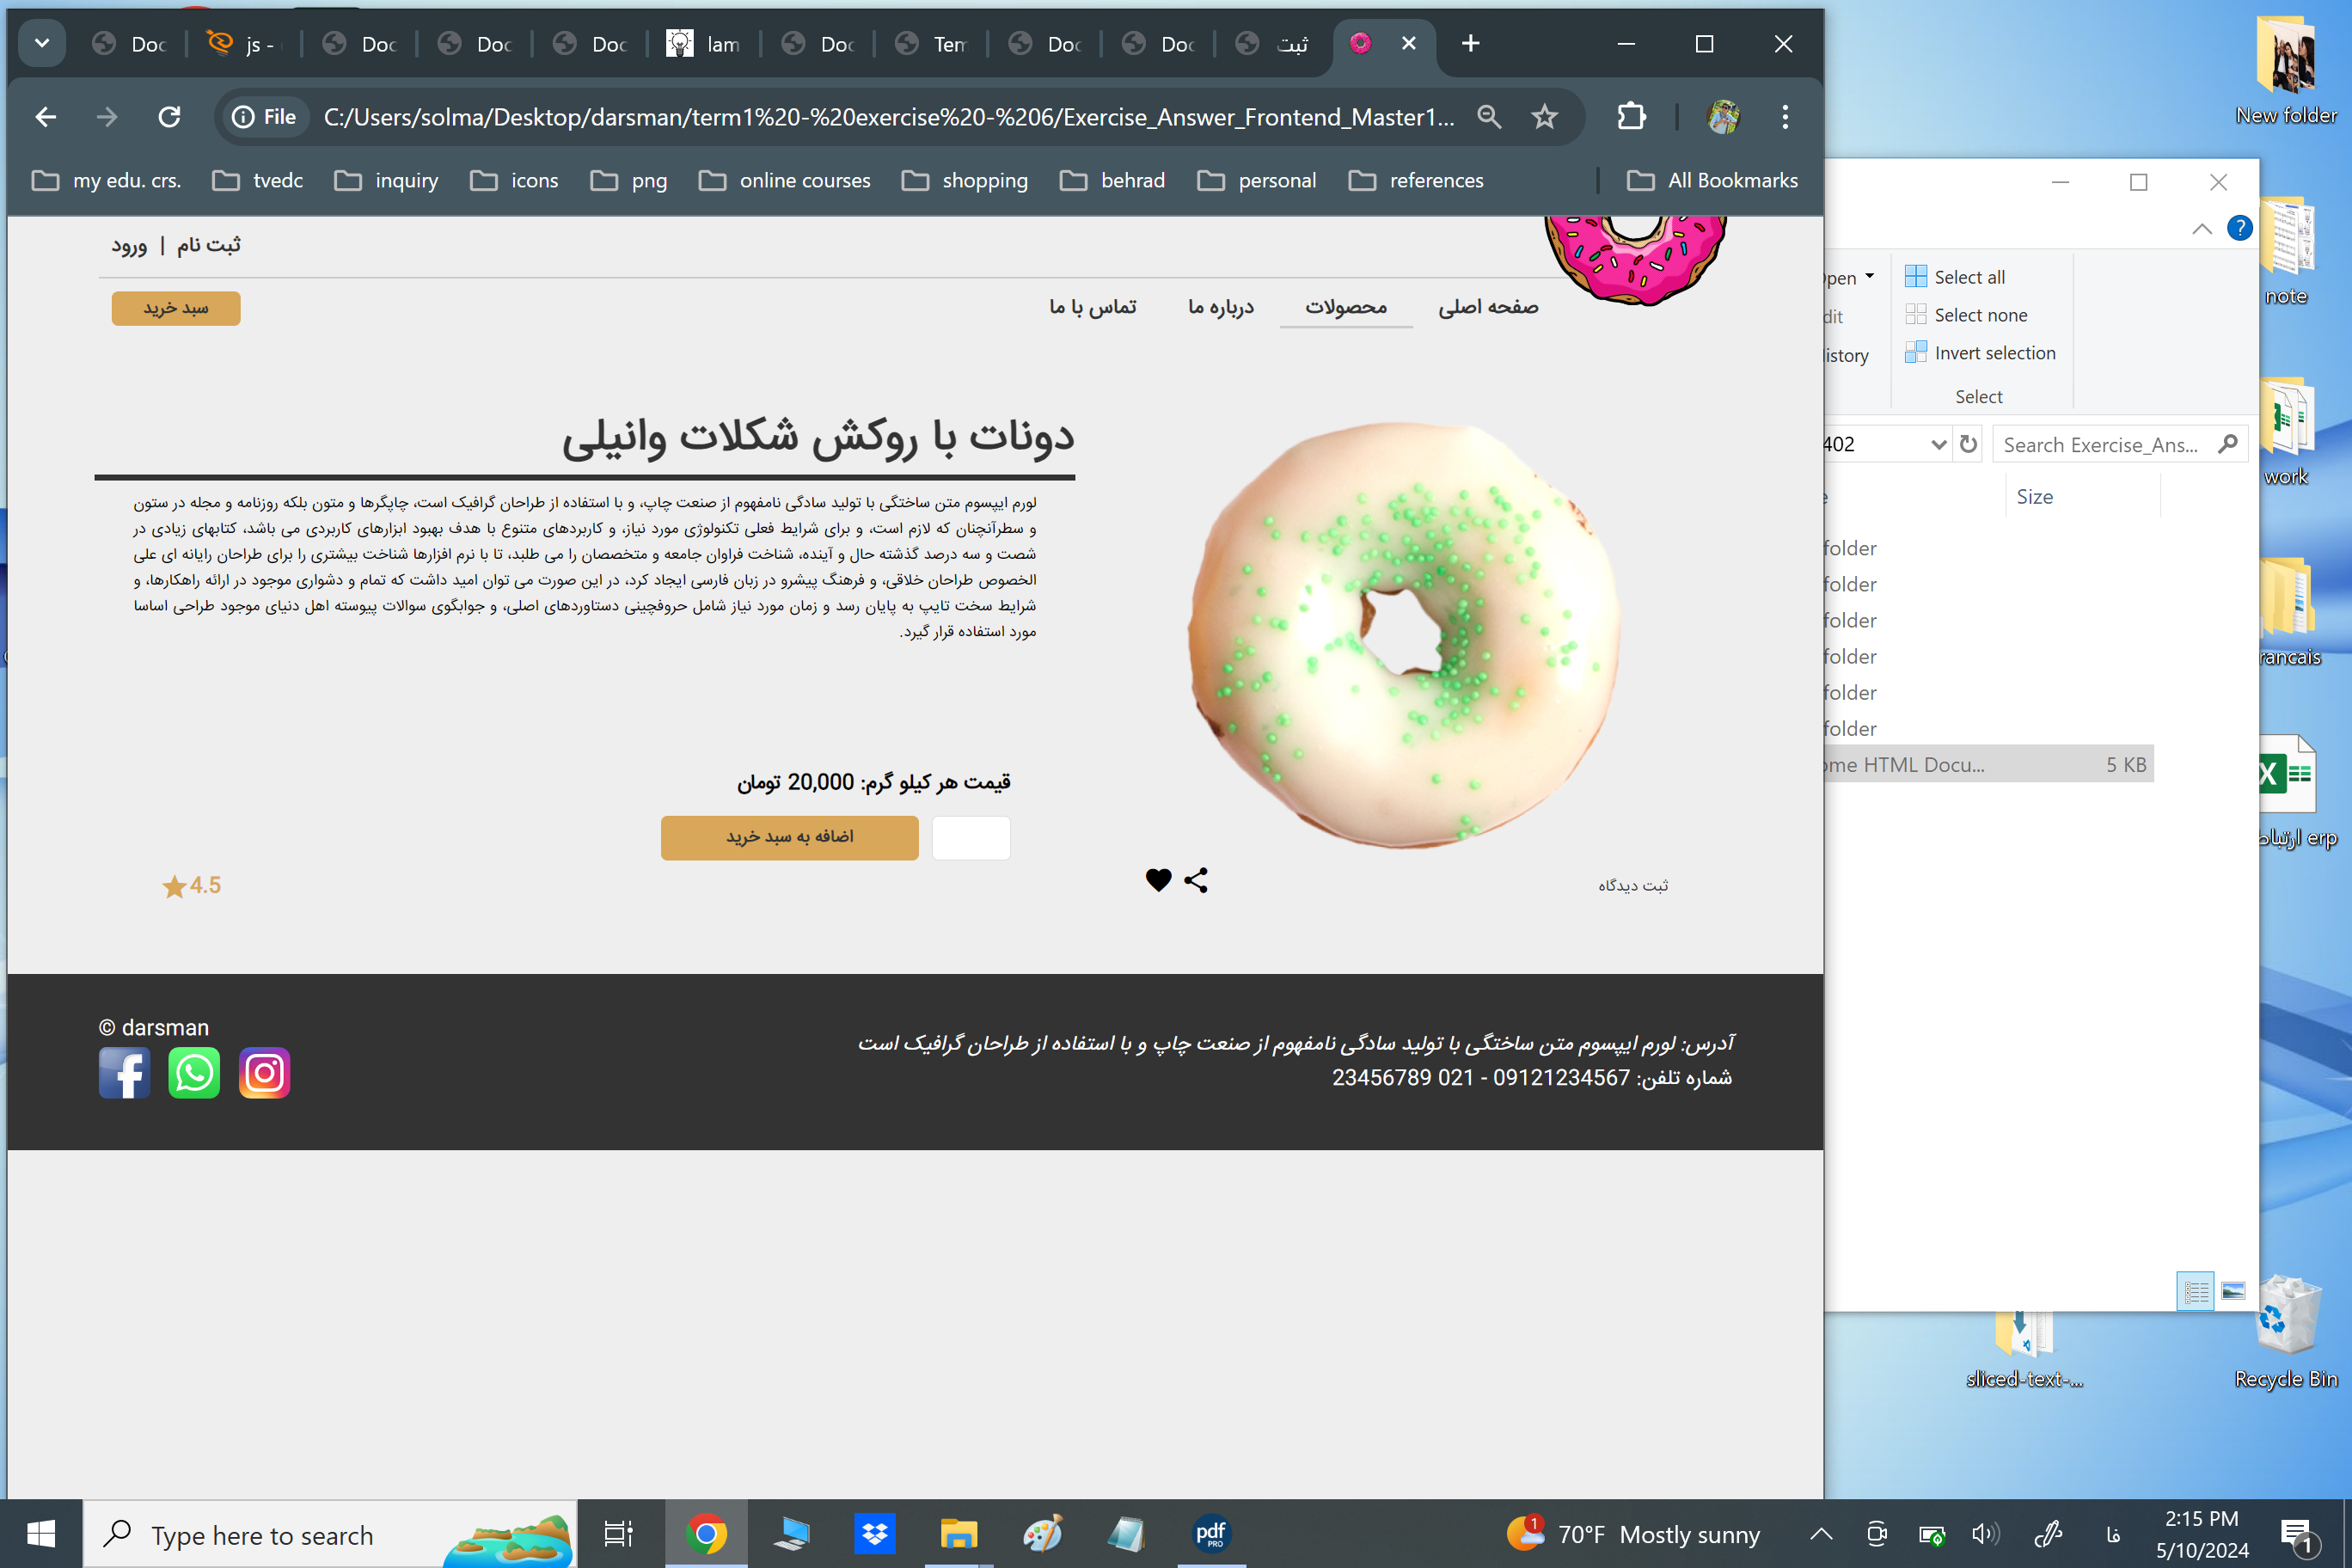 Doc
js -
Doc
Doc
Doc
lam
Doc
Tem
Doc
Doc
ثبت
File
C:/Users/solma/Desktop/darsman/term1%20-%20exercise%20-%206/Exercise_Answer_Frontend_Master1...
my edu. crs.
tvedc
inquiry
icons
png
online courses
shopping
behrad
personal
references
All Bookmarks
ثبت نام | ورود
صفحه اصلی
محصولات
درباره ما
تماس با ما
سبد خرید
دونات با روکش شکلات وانیلی
لورم ایپسوم متن ساختگی با تولید سادگی نامفهوم از صنعت چاپ، و با استفاده از طراحان گرافیک است، چاپگرها و متون بلکه روزنامه و مجله در ستون
و سطرآنچنان که لازم است، و برای شرایط فعلی تکنولوژی مورد نیاز، و کاربردهای متنوع با هدف بهبود ابزارهای کاربردی می باشد، کتابهای زیادی در
شصت و سه درصد گذشته حال و آینده، شناخت فراوان جامعه و متخصصان را می طلبد، تا با نرم افزارها شناخت بیشتری را برای طراحان رایانه ای علی
الخصوص طراحان خلاقی، و فرهنگ پیشرو در زبان فارسی ایجاد کرد، در این صورت می توان امید داشت که تمام و دشواری موجود در ارائه راهکارها، و
شرایط سخت تایپ به پایان رسد و زمان مورد نیاز شامل حروفچینی دستاوردهای اصلی، و جوابگوی سوالات پیوسته اهل دنیای موجود طراحی اساسا
مورد استفاده قرار گیرد.
قیمت هر کیلو گرم: 20,000 تومان
اضافه به سبد خرید
4.5
ثبت دیدگاه
© darsman
آدرس: لورم ایپسوم متن ساختگی با تولید سادگی نامفهوم از صنعت چاپ و با استفاده از طراحان گرافیک است
شماره تلفن: 09121234567 - 021 23456789
pen
Select all
dit
Select none
istory
Invert selection
Select
402
Search Exercise_Ans...
Size
folder
folder
folder
folder
folder
folder
ome HTML Docu...
5 KB
New folder
note
work
rancais
ارتباط erp
sliced-text-...
Recycle Bin
Type here to search
pdf
PRO
1
70°F Mostly sunny
فا
2:15 PM
5/10/2024
1